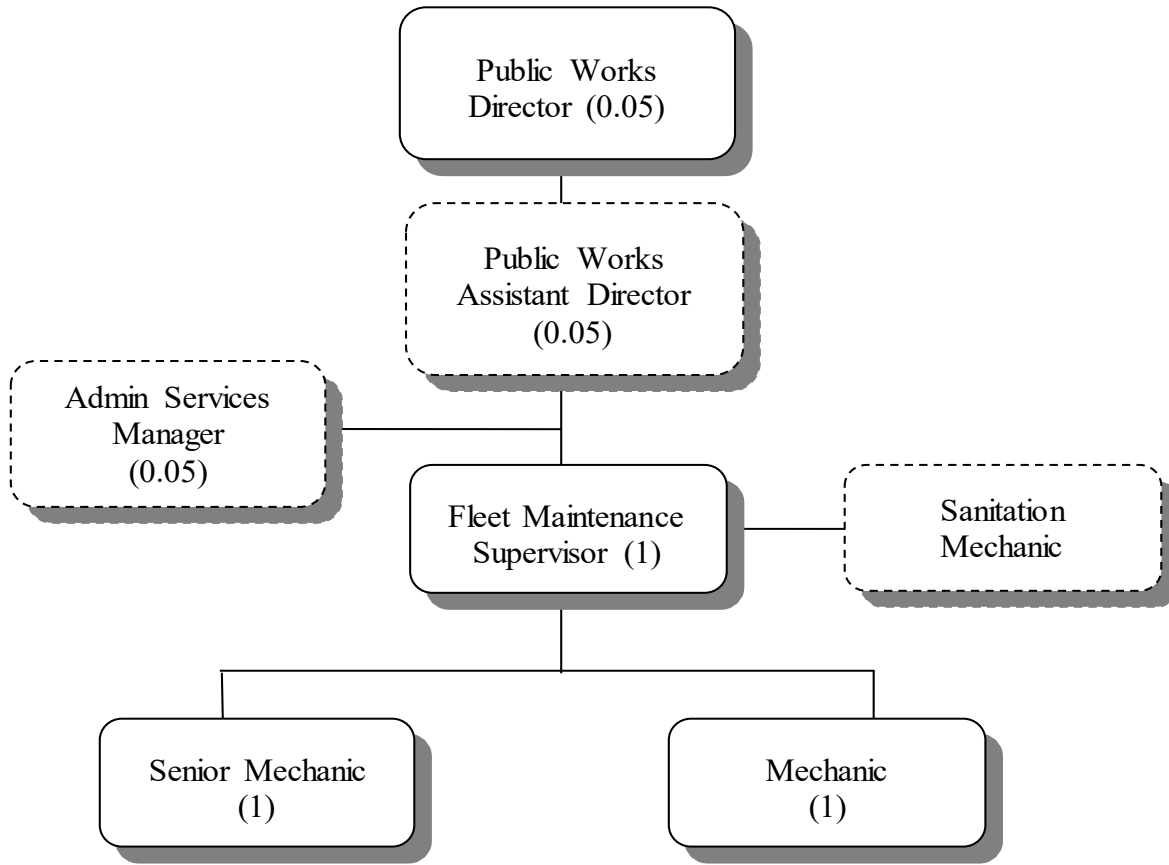 Public Works
Director (0.05)
Public Works
Assistant Director
(0.05)
Admin Services
Manager
(0.05)
Fleet Maintenance
Supervisor (1)
Sanitation
Mechanic
Senior Mechanic
(1)
Mechanic
(1)